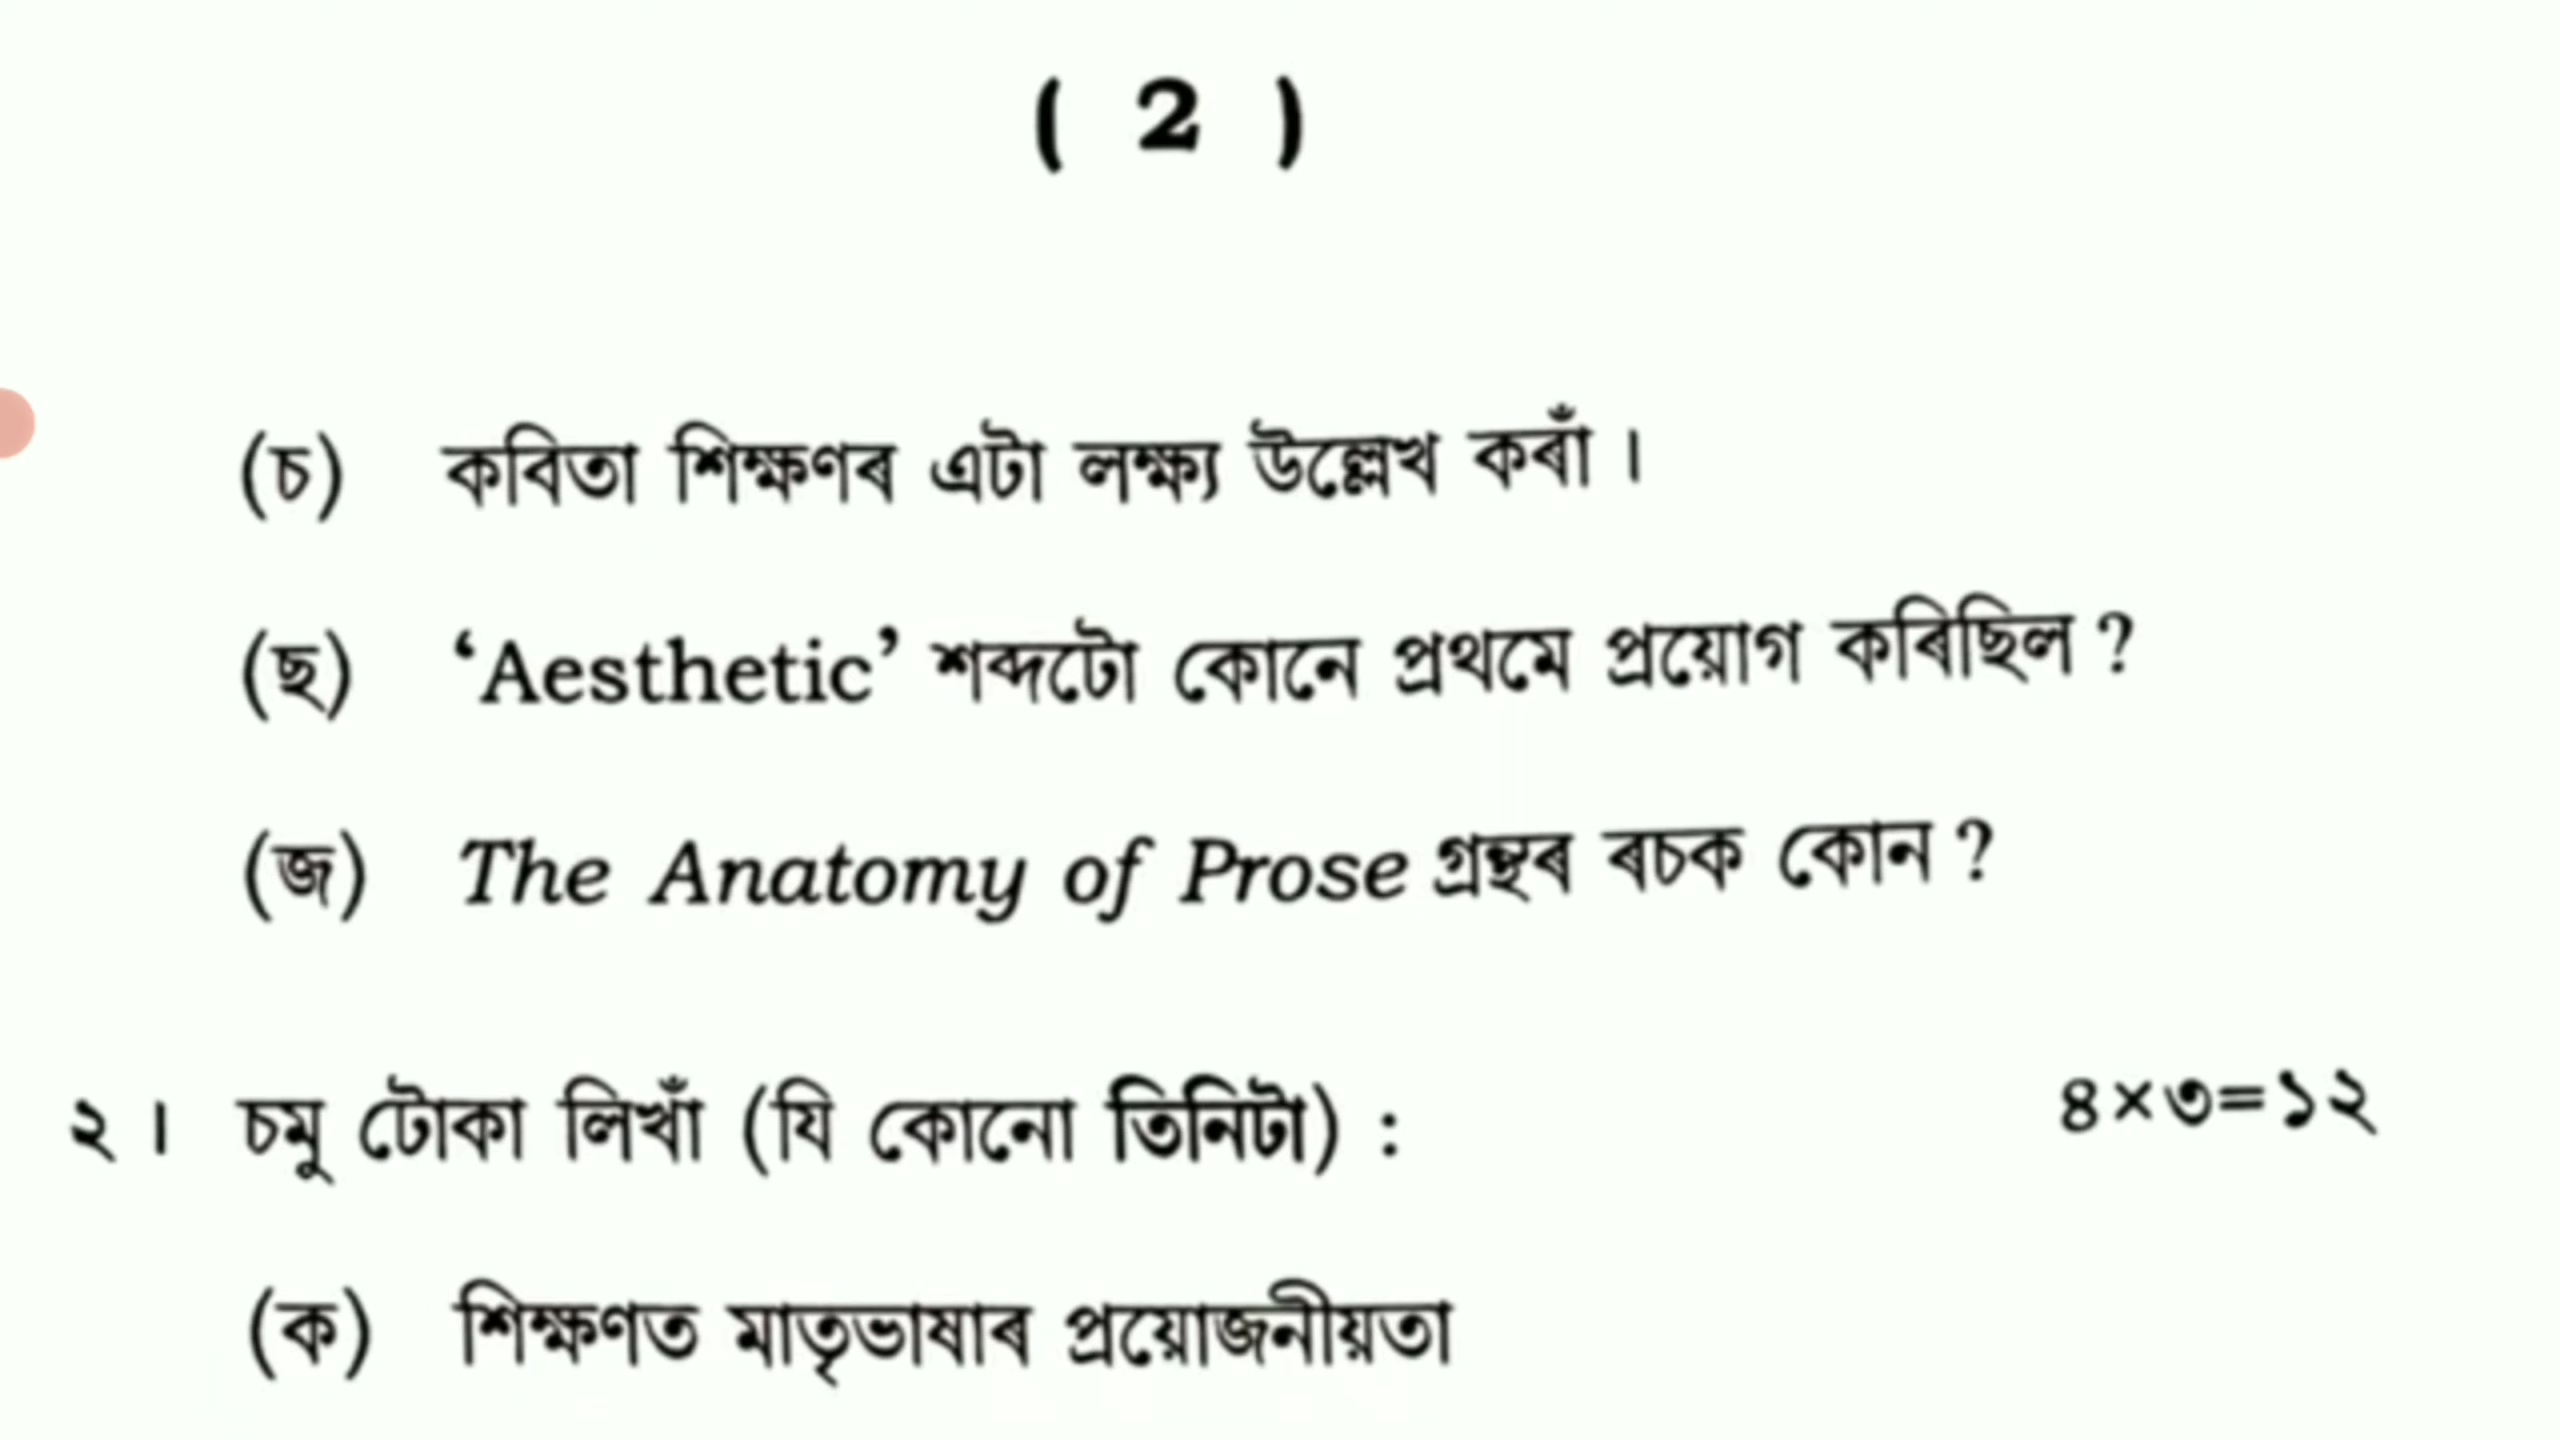 ( 2 )
(চ) কবিতা শিক্ষণৰ এটা লক্ষ্য উল্লেখ কৰাঁ ।
(ছ) ‘Aesthetic’ শব্দটো কোনে প্ৰথমে প্ৰয়োগ কৰিছিল ?
(জ) The Anatomy of Prose গ্ৰন্থৰ ৰচক কোন ?
২ । চমু টোকা লিখাঁ (যি কোনো তিনিটা) : ৪×৩=১২
(ক) শিক্ষণত মাতৃভাষাৰ প্ৰয়োজনীয়তা